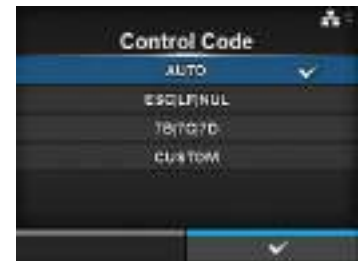 Control Code
AUTO
ESC|LF|NUL
7B|7C|7D
CUSTOM